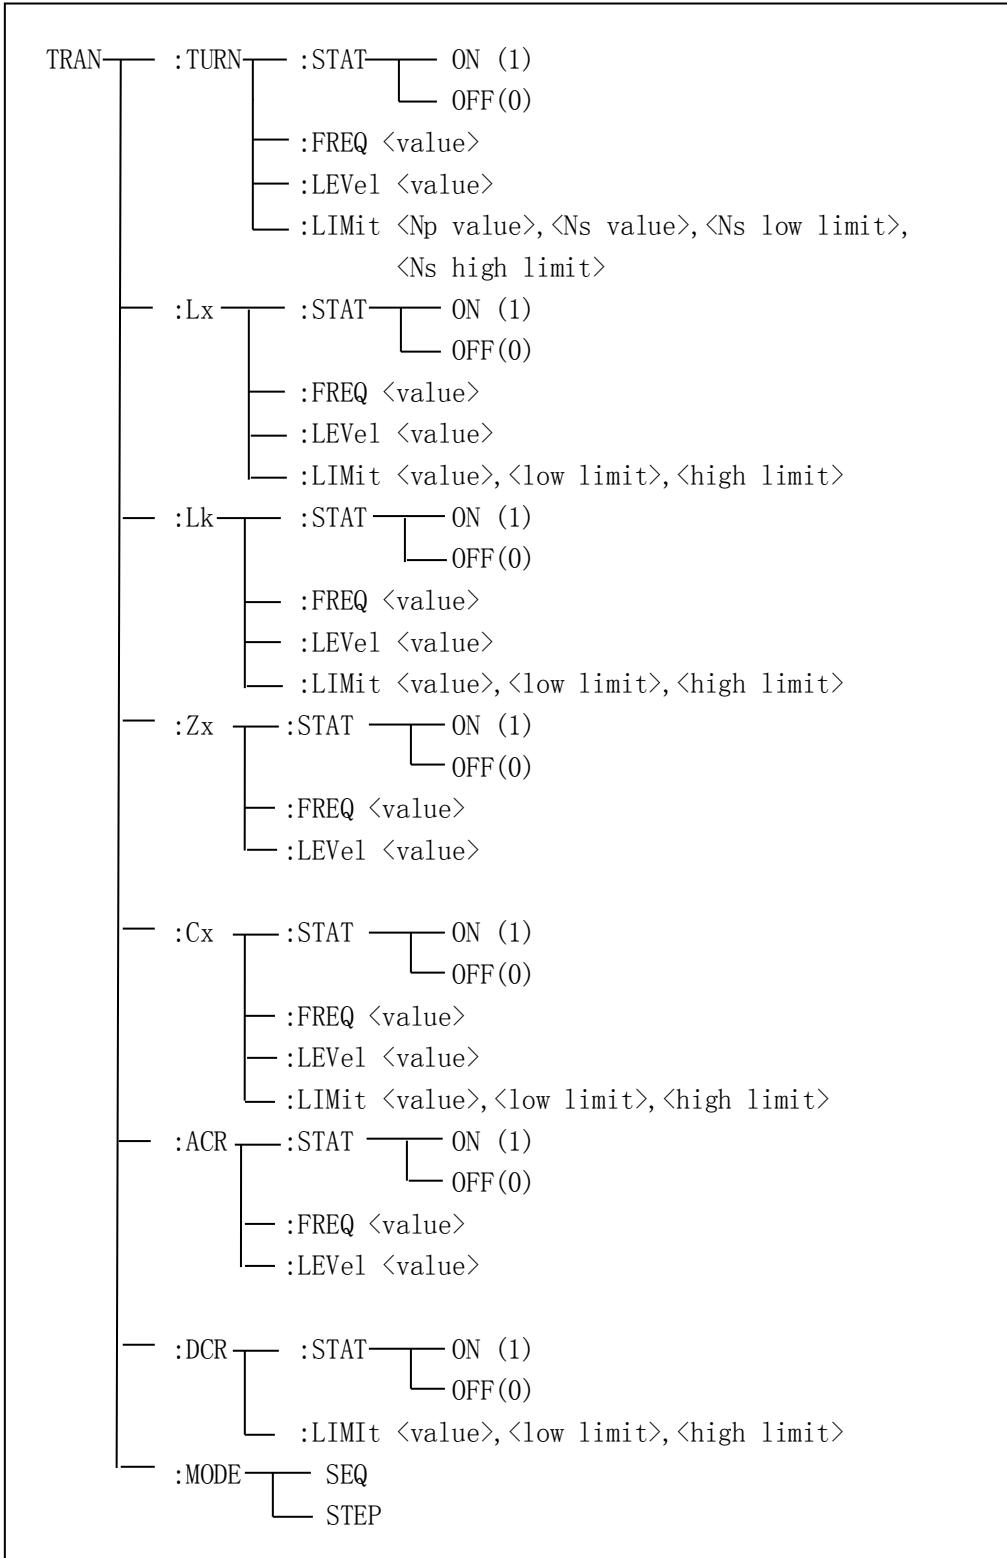 TRAN :TURN :STAT ON (1)
OFF(0)
:FREQ <value>
:LEVel <value>
:LIMit <Np value>,<Ns value>,<Ns low limit>,
<Ns high limit>
:Lx :STAT ON (1)
OFF(0)
:FREQ <value>
:LEVel <value>
:LIMit <value>,<low limit>,<high limit>
:Lk :STAT ON (1)
OFF(0)
:FREQ <value>
:LEVel <value>
:LIMit <value>,<low limit>,<high limit>
:Zx :STAT ON (1)
OFF(0)
:FREQ <value>
:LEVel <value>
:Cx :STAT ON (1)
OFF(0)
:FREQ <value>
:LEVel <value>
:LIMit <value>,<low limit>,<high limit>
:ACR :STAT ON (1)
OFF(0)
:FREQ <value>
:LEVel <value>
:DCR :STAT ON (1)
OFF(0)
:LIMIt <value>,<low limit>,<high limit>
:MODE SEQ
STEP